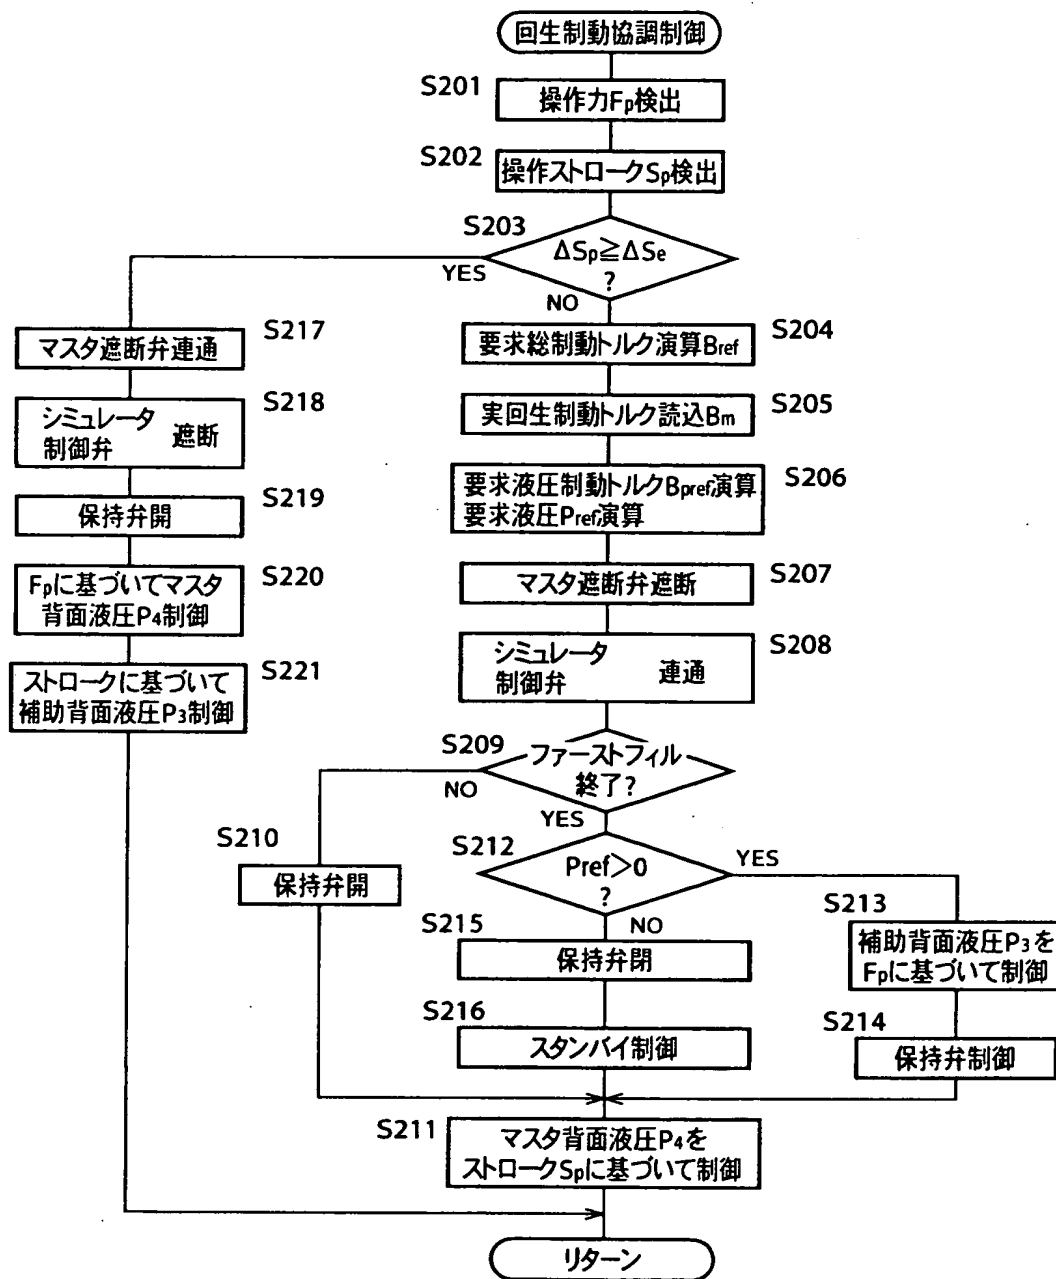 回生制動協調制御
S201
操作力Fp検出
S202
操作ストロークSp検出
S203
ΔSp≧ΔSe
?
YES
NO
S217
マスタ遮断弁連通
S218
シミュレータ
制御弁 遮断
S219
保持弁開
S220
Fpに基づいてマスタ
背面液圧P4制御
S221
ストロークに基づいて
補助背面液圧P3制御
S204
要求総制動トルク演算Bref
S205
実回生制動トルク読込Bm
S206
要求液圧制動トルクBpref演算
要求液圧Pref演算
S207
マスタ遮断弁遮断
S208
シミュレータ
制御弁 連通
S209
ファーストフィル
終了?
NO
YES
S210
保持弁開
S212
Pref>0
?
YES
NO
S213
補助背面液圧P3を
Fpに基づいて制御
S214
保持弁制御
S215
保持弁閉
S216
スタンバイ制御
S211
マスタ背面液圧P4を
ストロークSpに基づいて制御
リターン